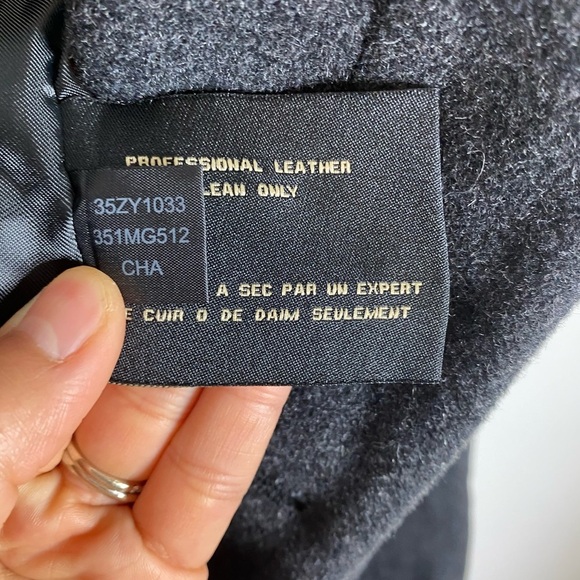 PROFESSIONAL LEATHER
LEAN ONLY
35ZY1033
351MG512
CHA
A SEC PAR UN EXPERT
E CUIR O DE DAIM SEULEMENT